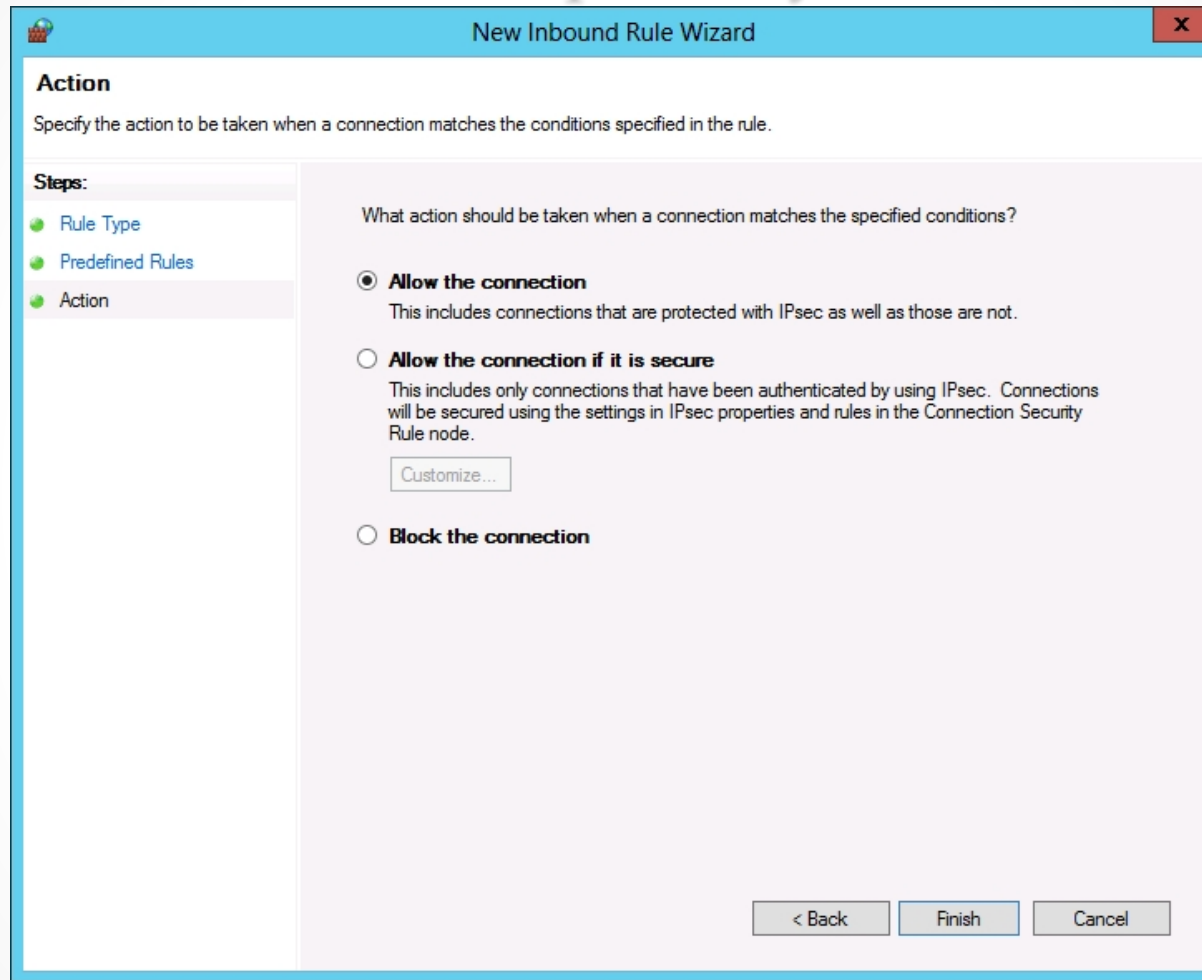 New Inbound Rule Wizard
x
Action
Specify the action to be taken when a connection matches the conditions specified in the rule.
Steps:
Rule Type
Predefined Rules
Action
What action should be taken when a connection matches the specified conditions?
Allow the connection
This includes connections that are protected with IPsec as well as those are not.
Allow the connection if it is secure
This includes only connections that have been authenticated by using IPsec. Connections
will be secured using the settings in IPsec properties and rules in the Connection Security
Rule node.
Customize...
Block the connection
< Back
Finish
Cancel